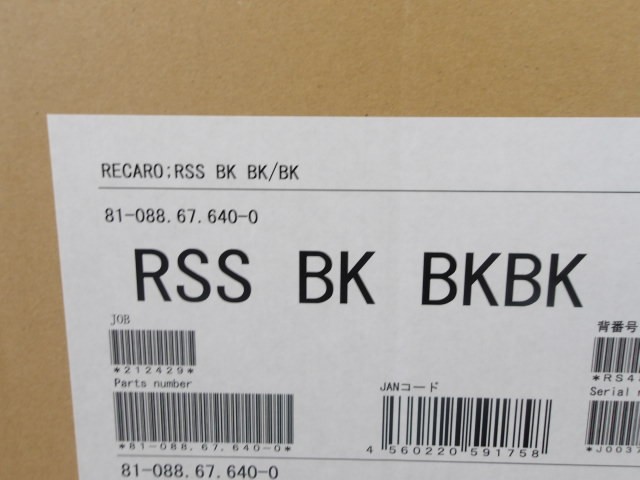 RECARO;RSS BK BK/BK
81-088.67.640-0
RSS BK BKBK
JOB
背番号
*212429*
Parts number
JANコード
Serial
*81-088.67.640-0*
4 560220 591758
81-088.67.640-0